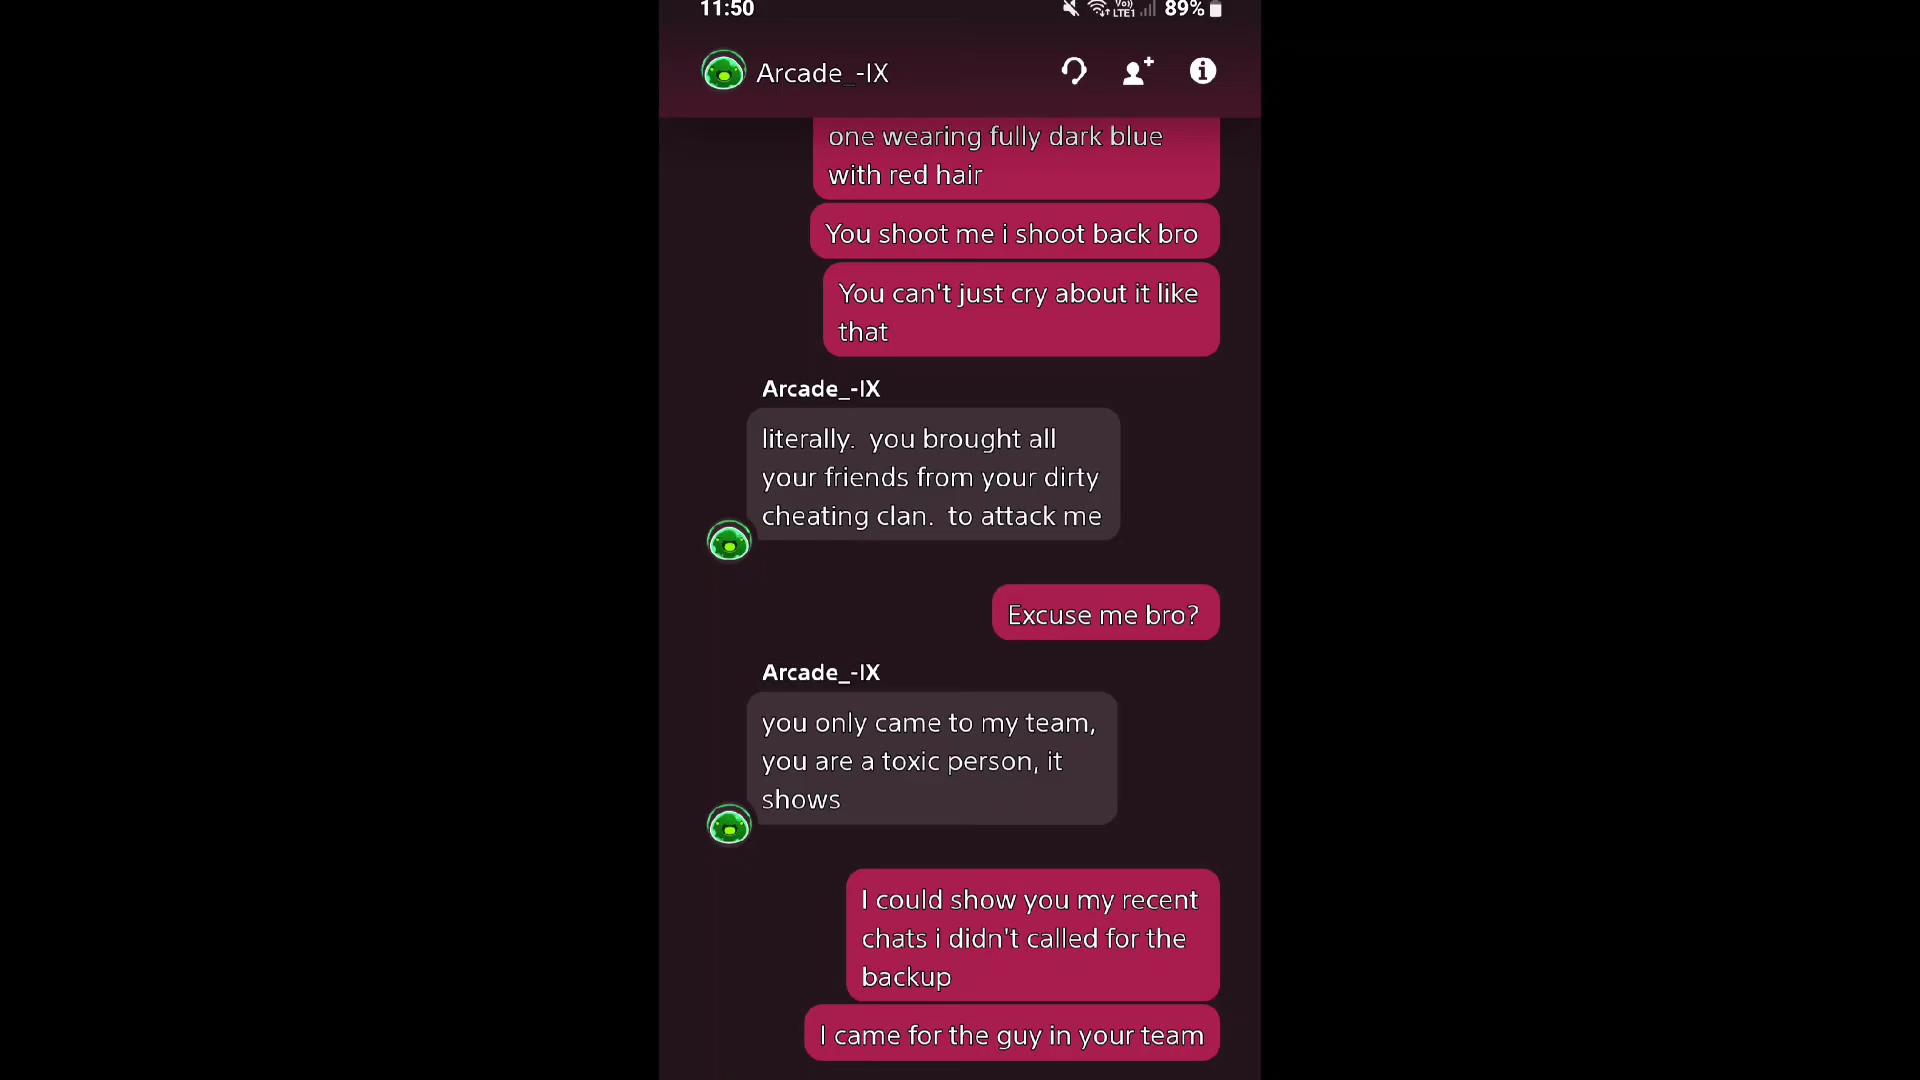 11:50
Vo))
LTE1
89%
Arcade_-IX
one wearing fully dark blue
with red hair
You shoot me i shoot back bro
You can't just cry about it like
that
Arcade_-IX
literally.  you brought all
your friends from your dirty
cheating clan.  to attack me
Excuse me bro?
Arcade_-IX
you only came to my team,
you are a toxic person, it
shows
I could show you my recent
chats i didn't called for the
backup
I came for the guy in your team